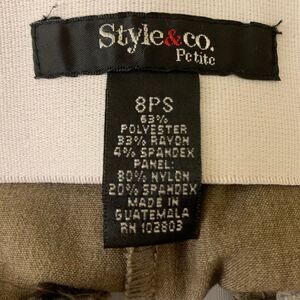 Style&co.
Petite
8PS
63%
POLYESTER
33% RAYON
4% SPANDEX
PANEL:
80% NYLON
20% SPANDEX
MADE IN
GUATEMALA
RN 102803